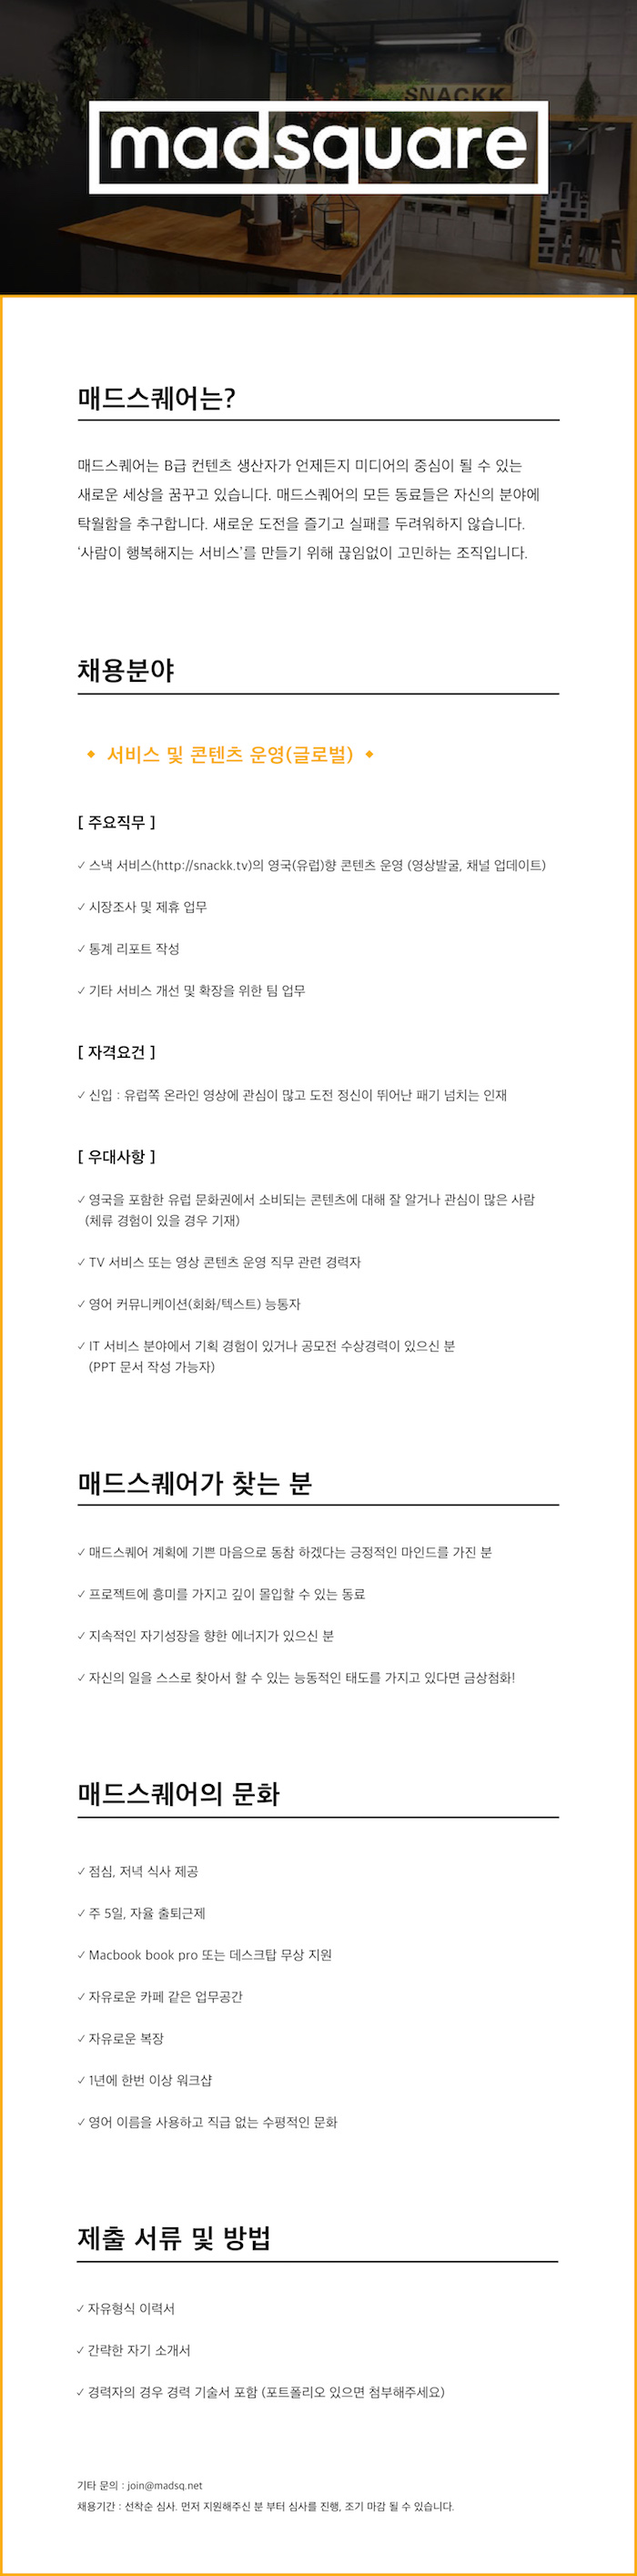 SNACKK
madsquare
매드스퀘어는?
매드스퀘어는 B급 컨텐츠 생산자가 언제든지 미디어의 중심이 될 수 있는
새로운 세상을 꿈꾸고 있습니다. 매드스퀘어의 모든 동료들은 자신의 분야에
탁월함을 추구합니다. 새로운 도전을 즐기고 실패를 두려워하지 않습니다.
‘사람이 행복해지는 서비스’를 만들기 위해 끊임없이 고민하는 조직입니다.
채용분야
🔸 서비스 및 콘텐츠 운영(글로벌) 🔸
[ 주요직무 ]
✓ 스낵 서비스(http://snackk.tv)의 영국(유럽)향 콘텐츠 운영 (영상발굴, 채널 업데이트)
✓ 시장조사 및 제휴 업무
✓ 통계 리포트 작성
✓ 기타 서비스 개선 및 확장을 위한 팀 업무
[ 자격요건 ]
✓ 신입 : 유럽쪽 온라인 영상에 관심이 많고 도전 정신이 뛰어난 패기 넘치는 인재
[ 우대사항 ]
✓ 영국을 포함한 유럽 문화권에서 소비되는 콘텐츠에 대해 잘 알거나 관심이 많은 사람
(체류 경험이 있을 경우 기재)
✓ TV 서비스 또는 영상 콘텐츠 운영 직무 관련 경력자
✓ 영어 커뮤니케이션(회화/텍스트) 능통자
✓ IT 서비스 분야에서 기획 경험이 있거나 공모전 수상경력이 있으신 분
(PPT 문서 작성 가능자)
매드스퀘어가 찾는 분
✓ 매드스퀘어 계획에 기쁜 마음으로 동참 하겠다는 긍정적인 마인드를 가진 분
✓ 프로젝트에 흥미를 가지고 깊이 몰입할 수 있는 동료
✓ 지속적인 자기성장을 향한 에너지가 있으신 분
✓ 자신의 일을 스스로 찾아서 할 수 있는 능동적인 태도를 가지고 있다면 금상첨화!
매드스퀘어의 문화
✓ 점심, 저녁 식사 제공
✓ 주 5일, 자율 출퇴근제
✓ Macbook book pro 또는 데스크탑 무상 지원
✓ 자유로운 카페 같은 업무공간
✓ 자유로운 복장
✓ 1년에 한번 이상 워크샵
✓ 영어 이름을 사용하고 직급 없는 수평적인 문화
제출 서류 및 방법
✓ 자유형식 이력서
✓ 간략한 자기 소개서
✓ 경력자의 경우 경력 기술서 포함 (포트폴리오 있으면 첨부해주세요)
기타 문의 : join@madsq.net
채용기간 : 선착순 심사. 먼저 지원해주신 분 부터 심사를 진행, 조기 마감 될 수 있습니다.